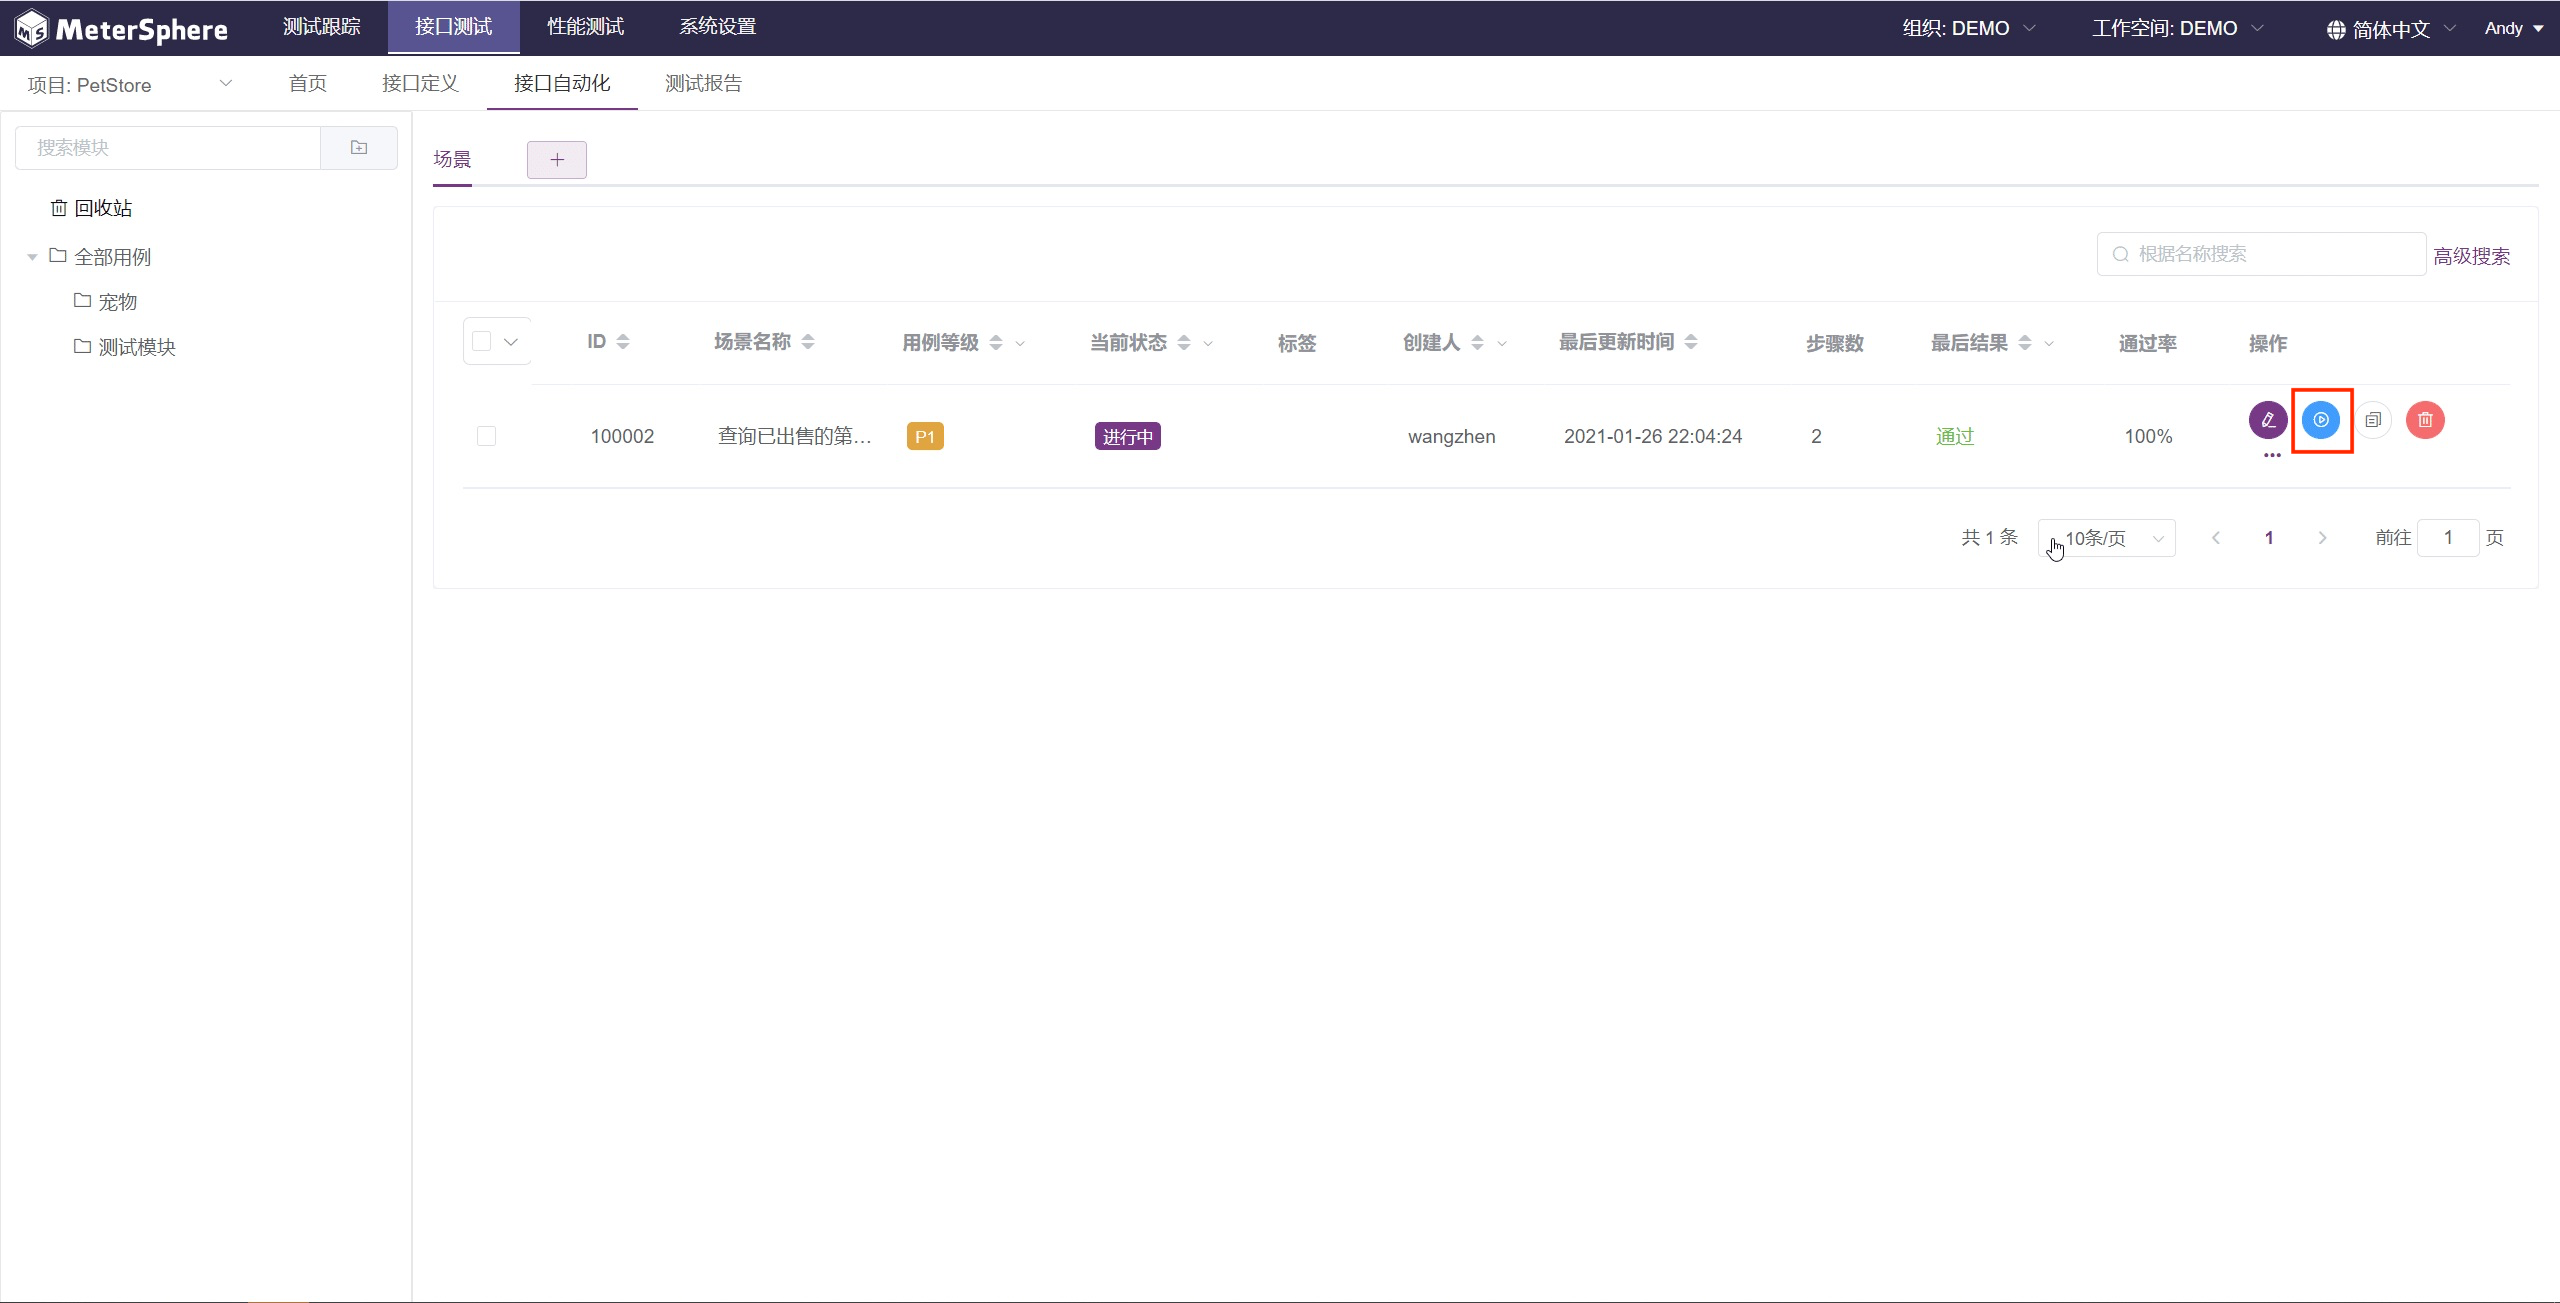 MeterSphere 测试跟踪 接口测试 性能测试 系统设置 组织: DEMO 工作空间: DEMO 简体中文 Andy
项目: PetStore 首页 接口定义 接口自动化 测试报告
搜索模块
回收站
全部用例
宠物
测试模块
场景
根据名称搜索 高级搜索
ID 场景名称 用例等级 当前状态 标签 创建人 最后更新时间 步骤数 最后结果 通过率 操作
100002 查询已出售的第... P1 进行中 wangzhen 2021-01-26 22:04:24 2 通过 100%
共 1 条 10条/页 1 前往 1 页